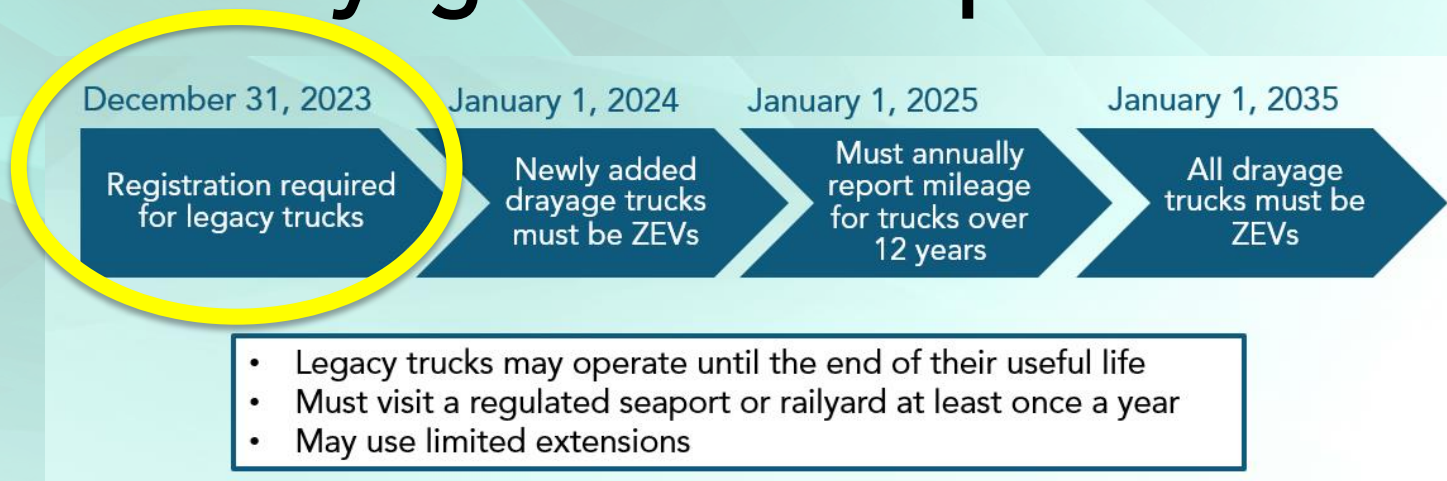 December 31, 2023
Registration required
for legacy trucks
January 1, 2024
Newly added
drayage trucks
must be ZEVs
January 1, 2025
Must annually
report mileage
for trucks over
12 years
January 1, 2035
All drayage
trucks must be
ZEVs
• Legacy trucks may operate until the end of their useful life
• Must visit a regulated seaport or railyard at least once a year
• May use limited extensions